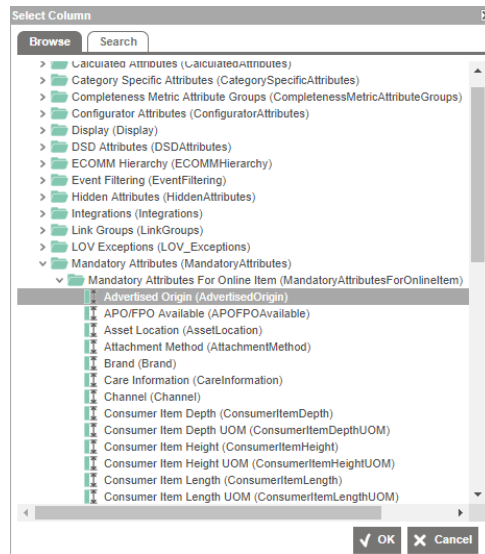 Select Column
Browse Search
Calculated Attributes (CalculatedAttributes)
Category Specific Attributes (CategorySpecificAttributes)
Completeness Metric Attribute Groups (CompletenessMetricAttributeGroups)
Configurator Attributes (ConfiguratorAttributes)
Display (Display)
DSD Attributes (DSDAttributes)
ECOMM Hierarchy (ECOMMHierarchy)
Event Filtering (EventFiltering)
Hidden Attributes (HiddenAttributes)
Integrations (Integrations)
Link Groups (LinkGroups)
LOV Exceptions (LOV_Exceptions)
Mandatory Attributes (MandatoryAttributes)
Mandatory Attributes For Online Item (MandatoryAttributesForOnlineItem)
Advertised Origin (AdvertisedOrigin)
APO/FPO Available (APOFPOAvailable)
Asset Location (AssetLocation)
Attachment Method (AttachmentMethod)
Brand (Brand)
Care Information (CareInformation)
Channel (Channel)
Consumer Item Depth (ConsumerItemDepth)
Consumer Item Depth UOM (ConsumerItemDepthUOM)
Consumer Item Height (ConsumerItemHeight)
Consumer Item Height UOM (ConsumerItemHeightUOM)
Consumer Item Length (ConsumerItemLength)
Consumer Item Length UOM (ConsumerItemLengthUOM)
OK Cancel